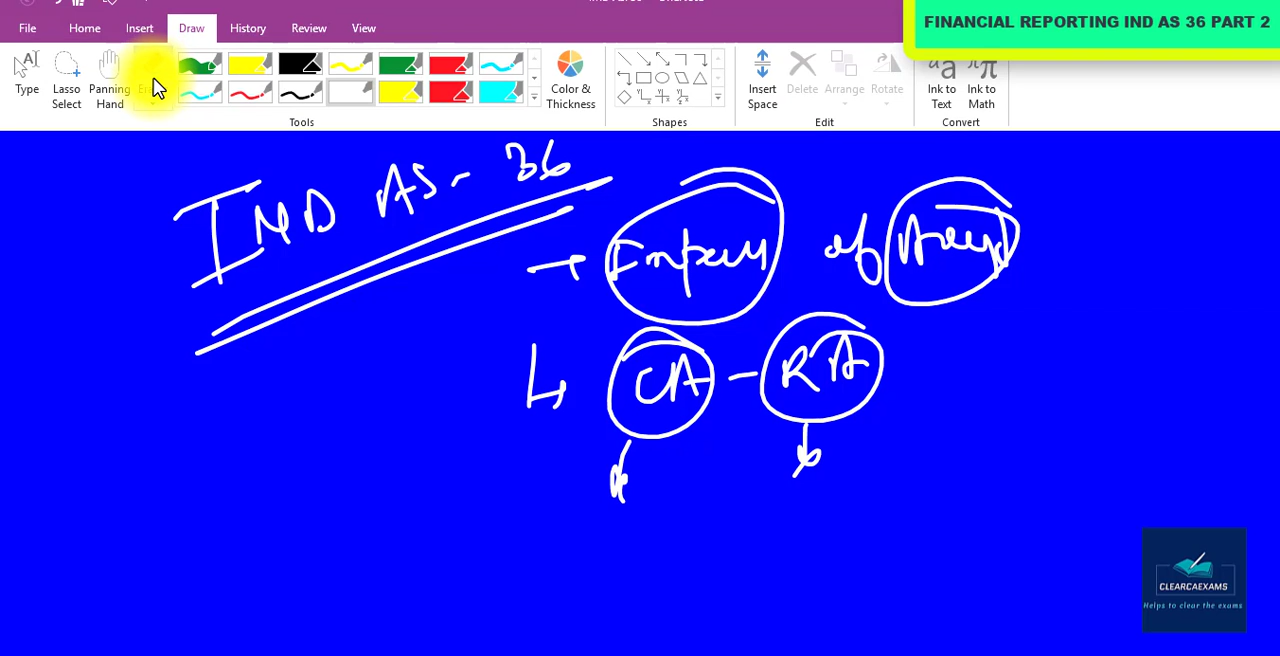 File Home Insert Draw History Review View
FINANCIAL REPORTING IND AS 36 PART 2
Type Lasso Select Panning Hand Color & Thickness Insert Space Delete Arrange Rotate Ink to Text Ink to Math
Tools Shapes Edit Convert
IND AS - 36
of
CA - RA
CLEARCAEXAMS
Helps to clear the exams